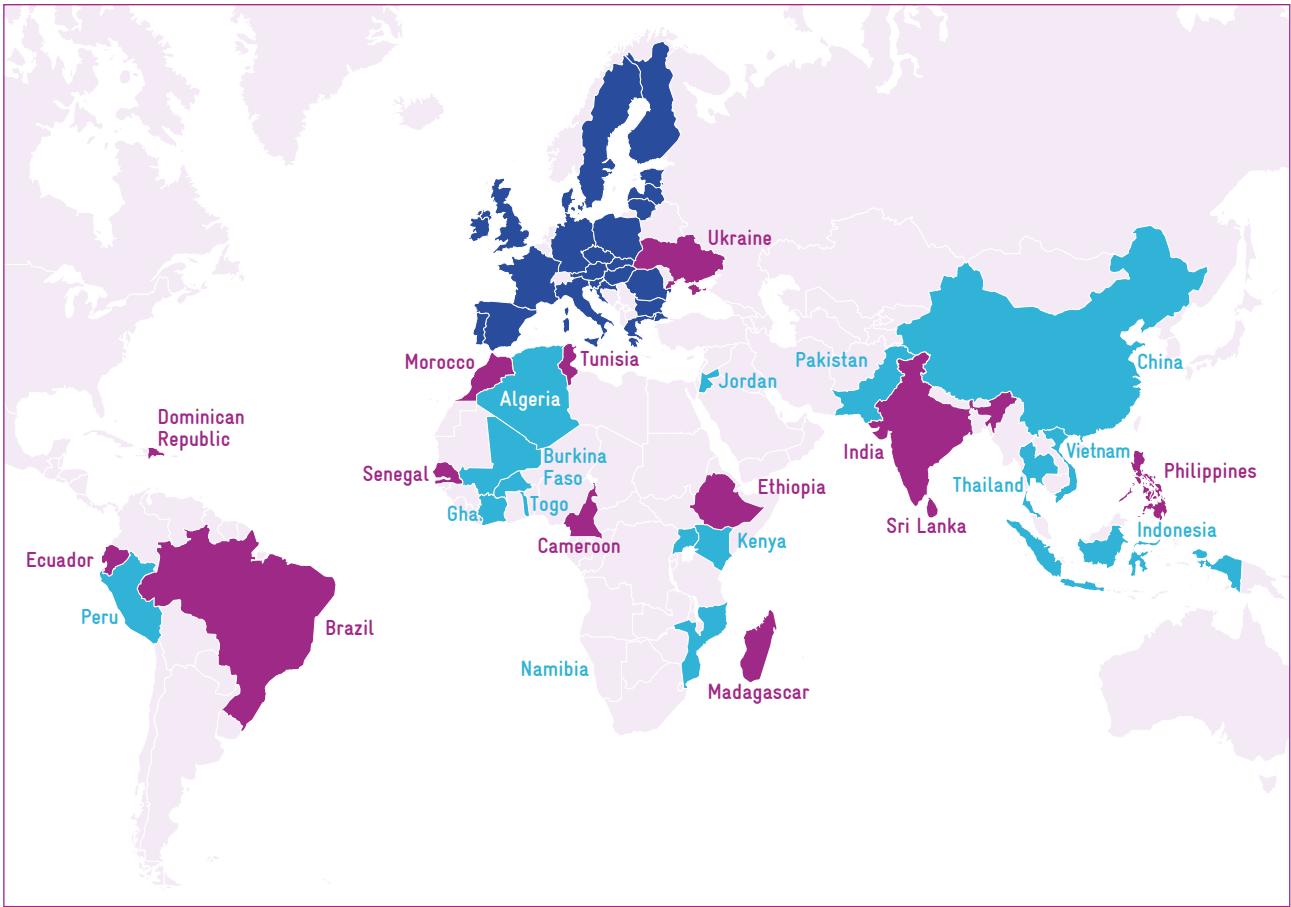 Ukraine
Morocco
Tunisia
Pakistan
China
Jordan
Algeria
Dominican
Republic
India
Vietnam
Burkina
Faso
Senegal
Philippines
Thailand
Ethiopia
Togo
Gha
Sri Lanka
Indonesia
Kenya
Cameroon
Ecuador
Peru
Brazil
Namibia
Madagascar